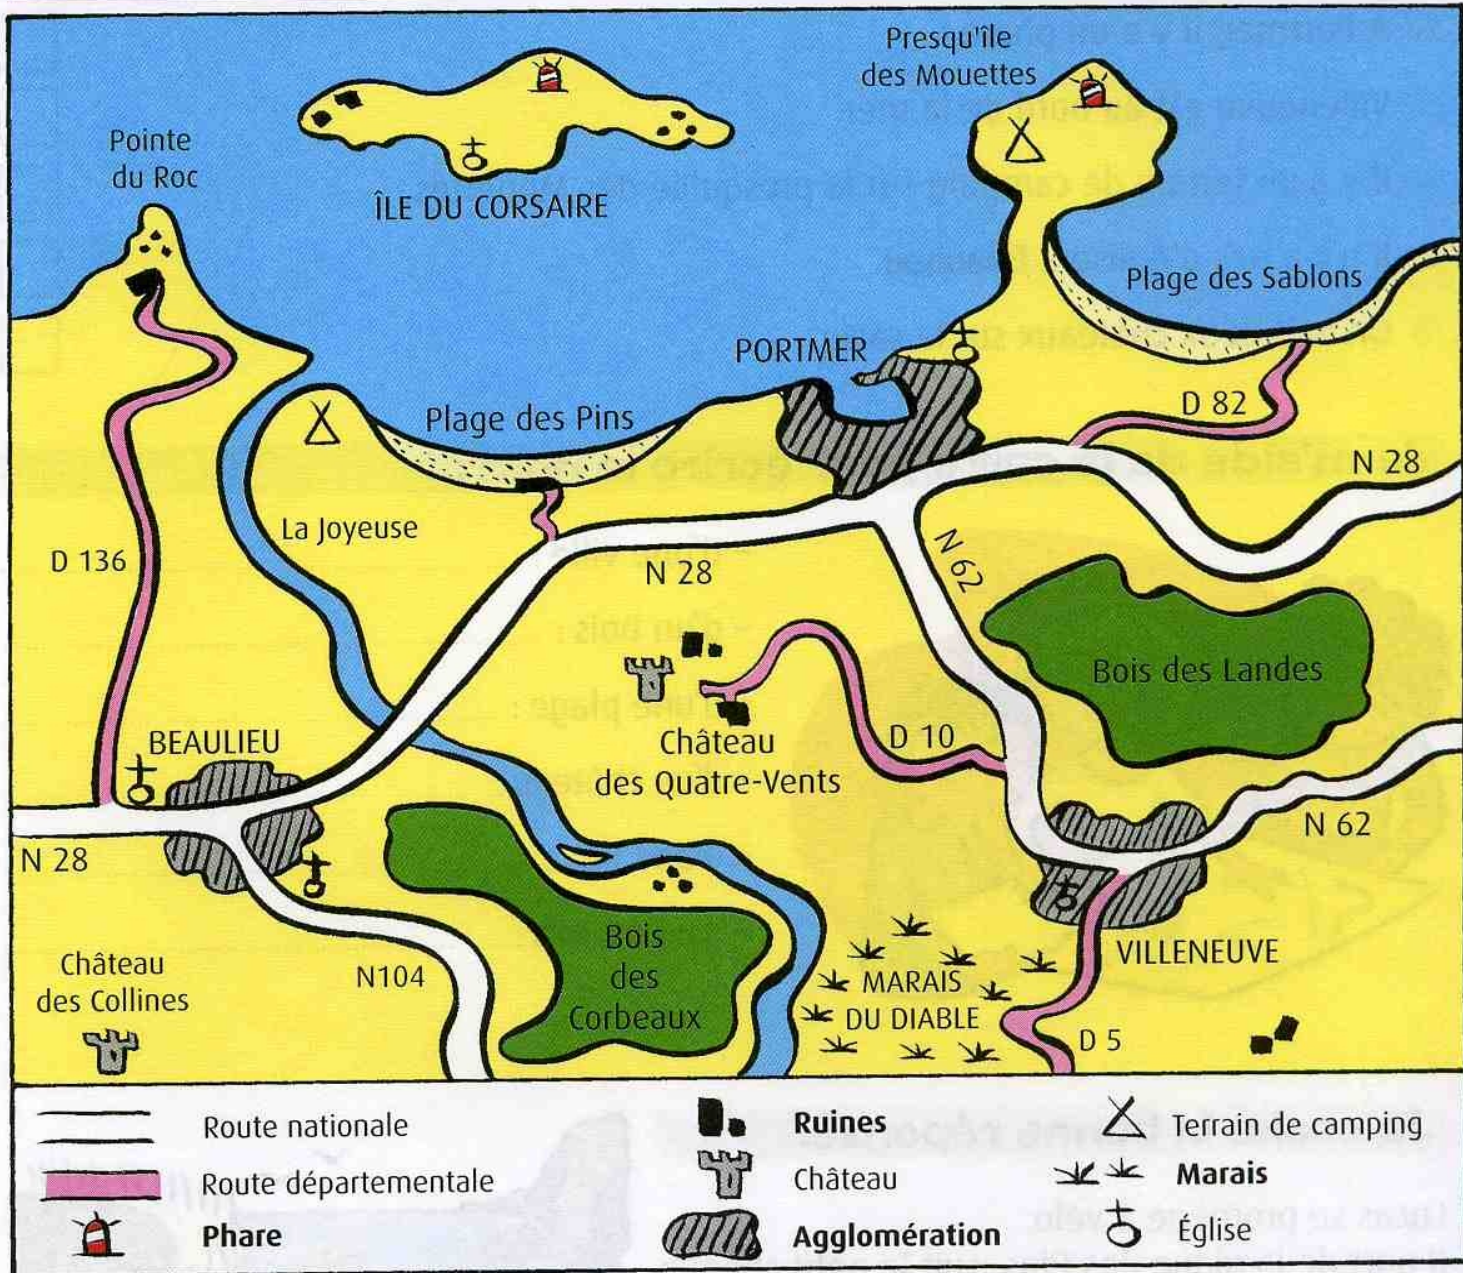 Presqu'île
des Mouettes
Pointe
du Roc
ÎLE DU CORSAIRE
Plage des Sablons
PORTMER
D 82
Plage des Pins
N 28
La Joyeuse
D 136
N 28
N 62
Bois des Landes
BEAULIEU
Château
des Quatre-Vents
D 10
N 62
N 28
Bois
des
Corbeaux
VILLENEUVE
Château
des Collines
N104
MARAIS
DU DIABLE
D 5
Route nationale
Route départementale
Phare
Ruines
Château
Agglomération
Terrain de camping
Marais
Église